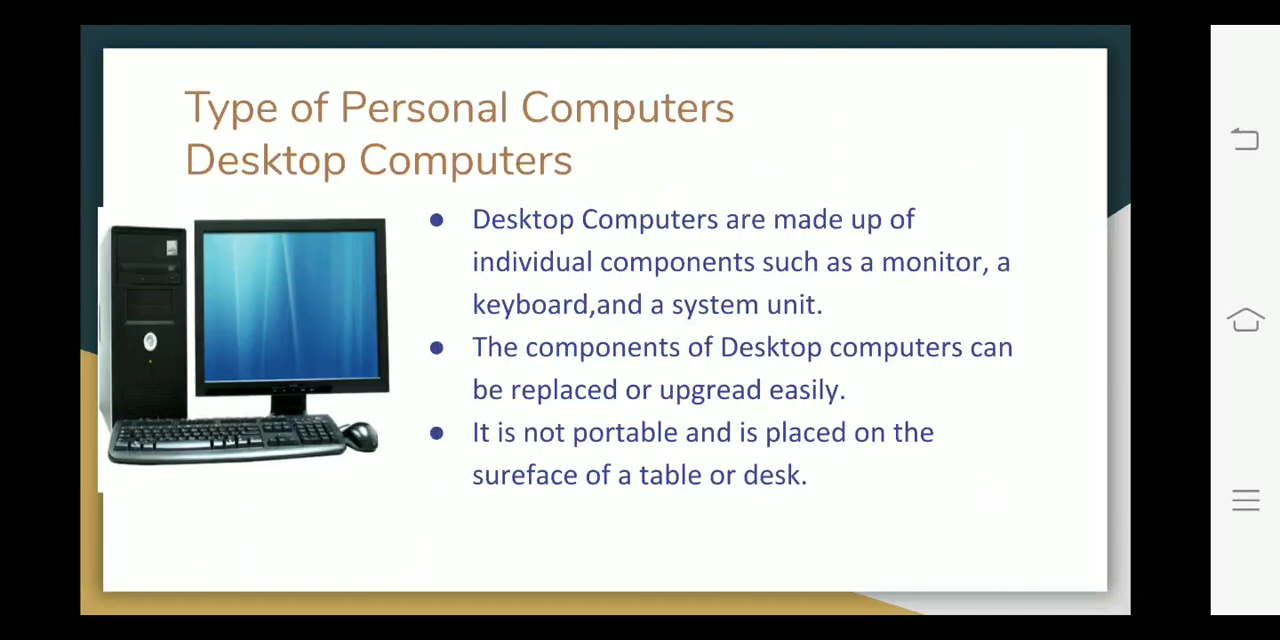 Type of Personal Computers
Desktop Computers
● Desktop Computers are made up of
individual components such as a monitor, a
keyboard,and a system unit.
● The components of Desktop computers can
be replaced or upgread easily.
● It is not portable and is placed on the
sureface of a table or desk.